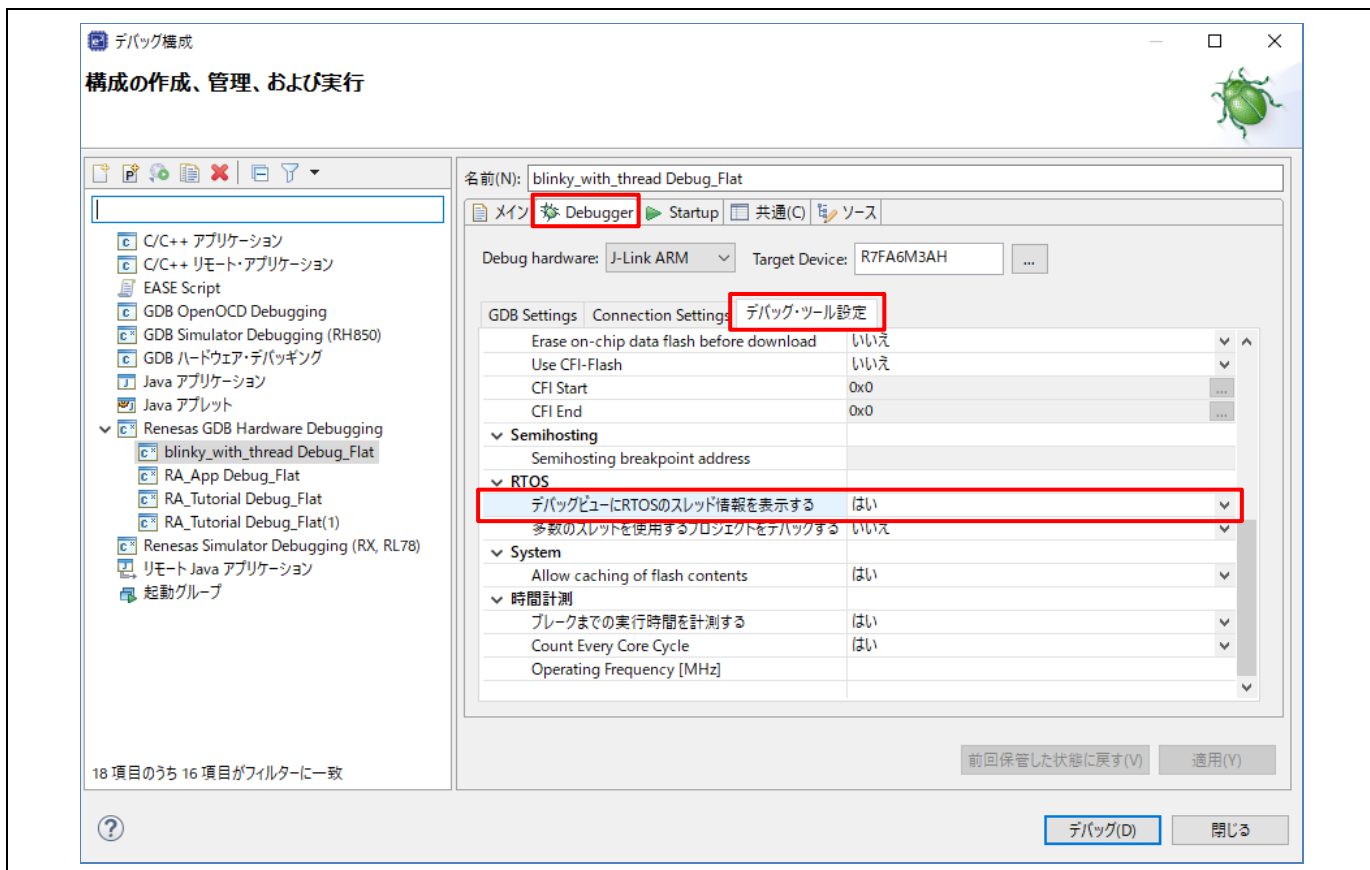 デバッグ構成
構成の作成、管理、および実行
C/C++ アプリケーション
C/C++ リモート・アプリケーション
EASE Script
GDB OpenOCD Debugging
GDB Simulator Debugging (RH850)
GDB ハードウェア・デバッギング
Java アプリケーション
Java アプレット
Renesas GDB Hardware Debugging
blinky_with_thread Debug_Flat
RA_App Debug_Flat
RA_Tutorial Debug_Flat
RA_Tutorial Debug_Flat(1)
Renesas Simulator Debugging (RX, RL78)
リモート Java アプリケーション
起動グループ
18 項目のうち 16 項目がフィルターに一致
名前(N): blinky_with_thread Debug_Flat
メイン Debugger Startup 共通(C) ソース
Debug hardware: J-Link ARM Target Device: R7FA6M3AH ...
GDB Settings Connection Settings デバッグ・ツール設定
Erase on-chip data flash before download いいえ
Use CFI-Flash いいえ
CFI Start 0x0 ...
CFI End 0x0 ...
Semihosting
Semihosting breakpoint address
RTOS
デバッグビューにRTOSのスレッド情報を表示する はい
多数のスレッドを使用するプロジェクトをデバッグする いいえ
System
Allow caching of flash contents はい
時間計測
ブレークまでの実行時間を計測する はい
Count Every Core Cycle はい
Operating Frequency [MHz]
前回保管した状態に戻す(V) 適用(Y)
デバッグ(D) 閉じる